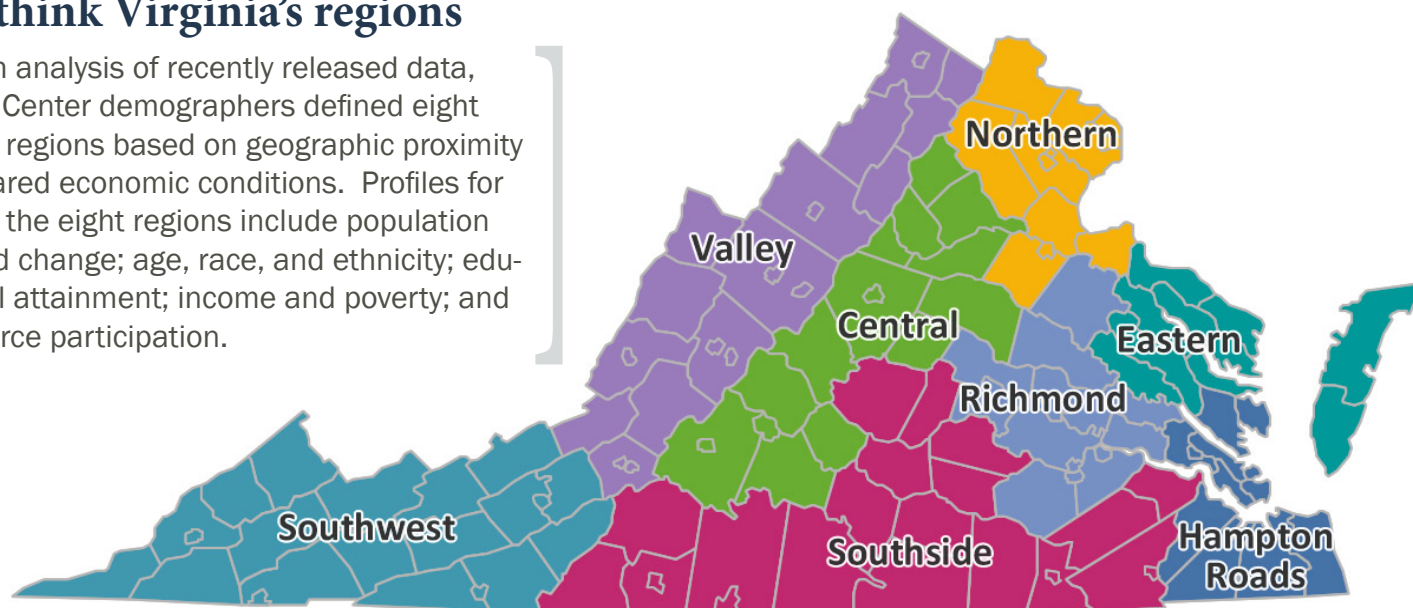 think Virginia's regions
n analysis of recently released data,
Center demographers defined eight
regions based on geographic proximity
ared economic conditions. Profiles for
the eight regions include population
d change; age, race, and ethnicity; edu-
l attainment; income and poverty; and
rce participation.
Northern
Valley
Central
Eastern
Richmond
Southwest
Southside
Hampton
Roads